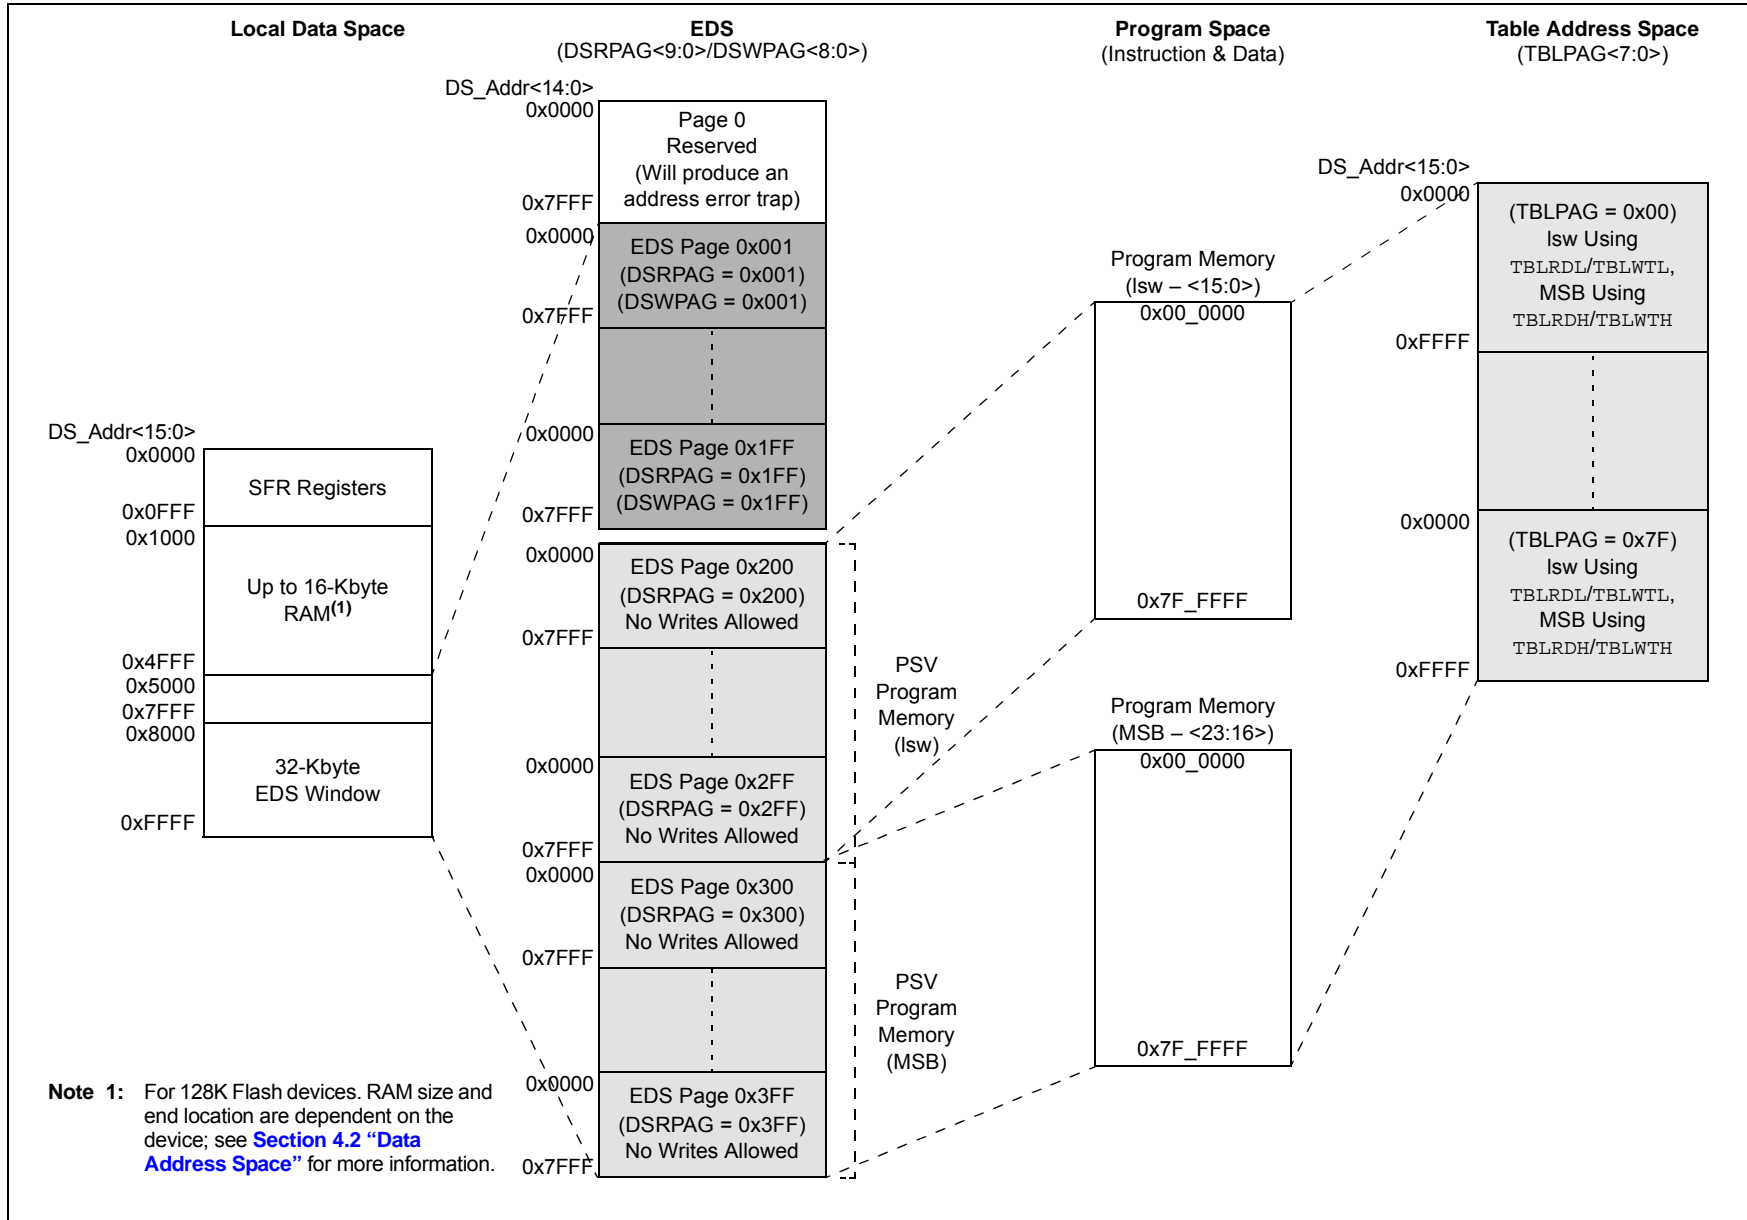 Local Data Space
EDS
(DSRPAG<9:0>/DSWPAG<8:0>)
Program Space
(Instruction & Data)
Table Address Space
(TBLPAG<7:0>)
DS_Addr<15:0>
0x0000
SFR Registers
0x0FFF
0x1000
Up to 16-Kbyte
RAM(1)
0x4FFF
0x5000
0x7FFF
0x8000
32-Kbyte
EDS Window
0xFFFF
DS_Addr<14:0>
0x0000
Page 0
Reserved
(Will produce an
address error trap)
0x7FFF
0x0000
EDS Page 0x001
(DSRPAG = 0x001)
(DSWPAG = 0x001)
0x7FFF
0x0000
EDS Page 0x1FF
(DSRPAG = 0x1FF)
(DSWPAG = 0x1FF)
0x7FFF
0x0000
EDS Page 0x200
(DSRPAG = 0x200)
No Writes Allowed
0x7FFF
0x0000
EDS Page 0x2FF
(DSRPAG = 0x2FF)
No Writes Allowed
0x7FFF
0x0000
EDS Page 0x300
(DSRPAG = 0x300)
No Writes Allowed
0x7FFF
0x0000
EDS Page 0x3FF
(DSRPAG = 0x3FF)
No Writes Allowed
0x7FFF
PSV
Program
Memory
(lsw)
PSV
Program
Memory
(MSB)
Program Memory
(lsw – <15:0>)
0x00_0000
0x7F_FFFF
Program Memory
(MSB – <23:16>)
0x00_0000
0x7F_FFFF
DS_Addr<15:0>
0x0000
(TBLPAG = 0x00)
lsw Using
TBLRDL/TBLWTL,
MSB Using
TBLRDH/TBLWTH
0xFFFF
0x0000
(TBLPAG = 0x7F)
lsw Using
TBLRDL/TBLWTL,
MSB Using
TBLRDH/TBLWTH
0xFFFF
Note 1: For 128K Flash devices. RAM size and
end location are dependent on the
device; see Section 4.2 “Data
Address Space” for more information.